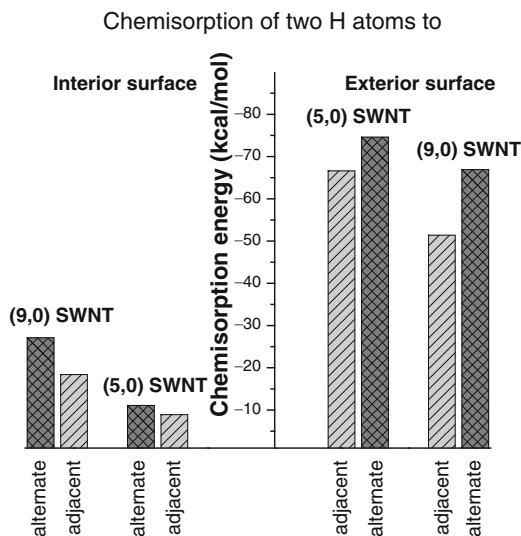 Chemisorption of two H atoms to
Interior surface
Exterior surface
Chemisorption energy (kcal/mol)
–80
–70
–60
–50
–40
–30
–20
–10
(5,0) SWNT
(9,0) SWNT
(9,0) SWNT
(5,0) SWNT
alternate
adjacent
alternate
adjacent
adjacent
alternate
adjacent
alternate